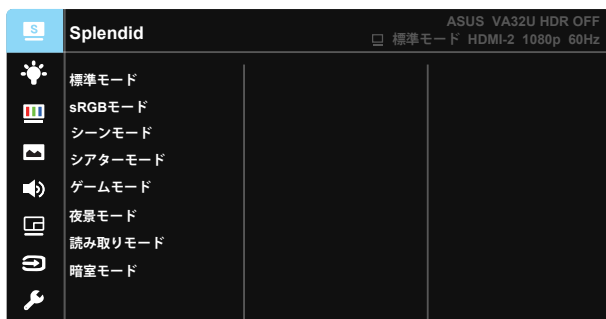 S
Splendid
ASUS VA32U HDR OFF
標準モード HDMI-2 1080p 60Hz
標準モード
sRGBモード
シーンモード
シアターモード
ゲームモード
夜景モード
読み取りモード
暗室モード